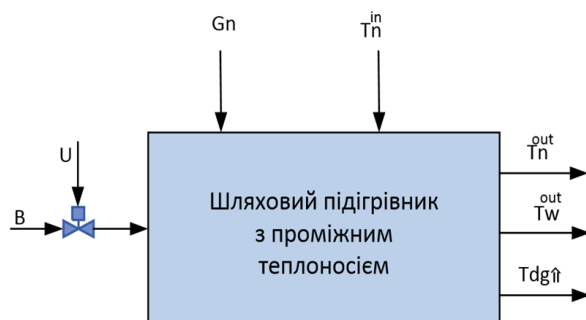 Gn
Tn in
U
B
Шляховий підігрівник
з проміжним
теплоносієм
Tn out
Tw out
Tdg⇑